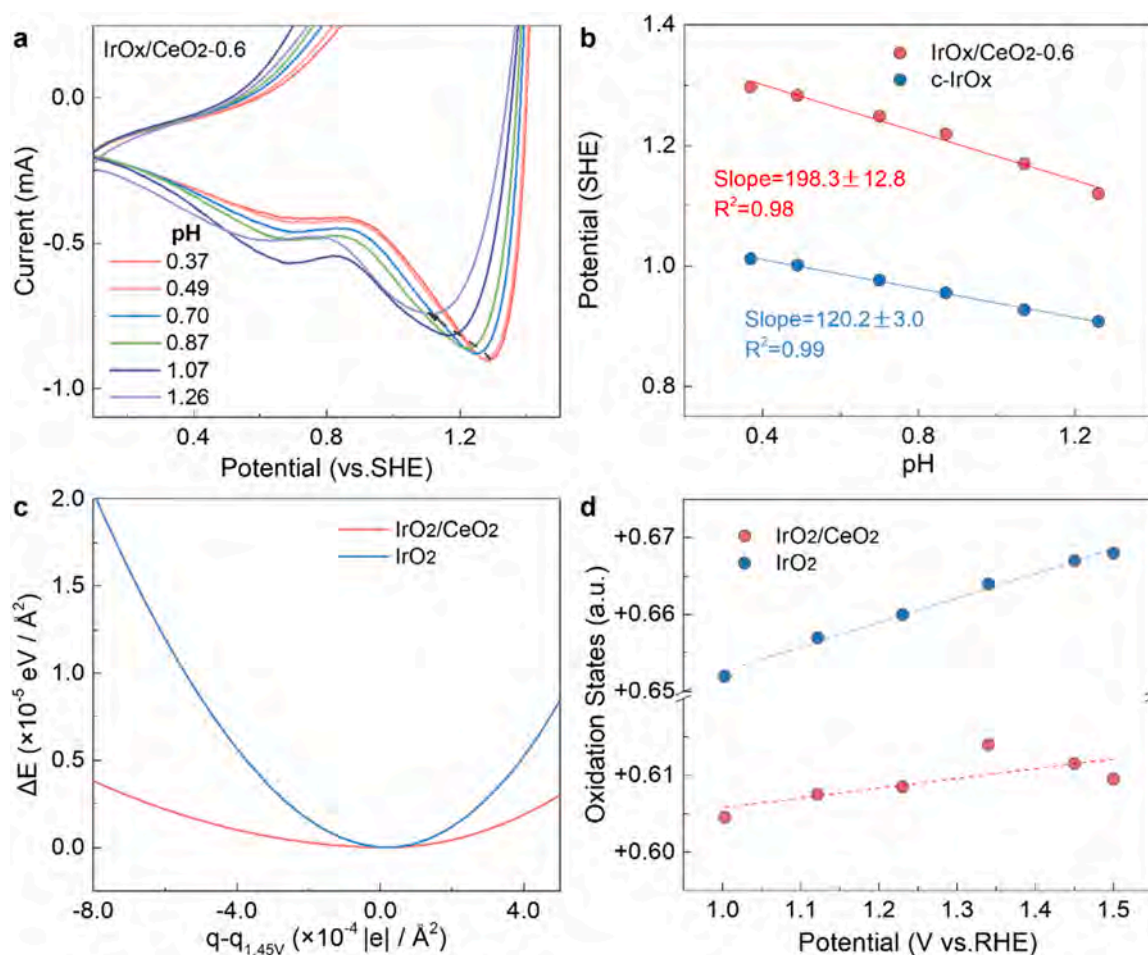 a
IrOx/CeO2-0.6
0.0
-0.5
-1.0
Current (mA)
pH
0.37
0.49
0.70
0.87
1.07
1.26
0.4
0.8
1.2
Potential (vs.SHE)
b
IrOx/CeO2-0.6
c-IrOx
1.4
1.2
1.0
0.8
Potential (SHE)
Slope=198.3±12.8
R²=0.98
Slope=120.2±3.0
R²=0.99
0.4
0.8
1.2
pH
c
IrO2/CeO2
IrO2
2.0
1.5
1.0
0.5
0.0
ΔE (×10⁻⁵ eV / Å²)
-8.0
-4.0
0.0
4.0
q-q1.45V (×10⁻⁴ |e| / Å²)
d
IrO2/CeO2
IrO2
+0.67
+0.66
+0.65
+0.61
+0.60
Oxidation States (a.u.)
1.0
1.1
1.2
1.3
1.4
1.5
Potential (V vs.RHE)